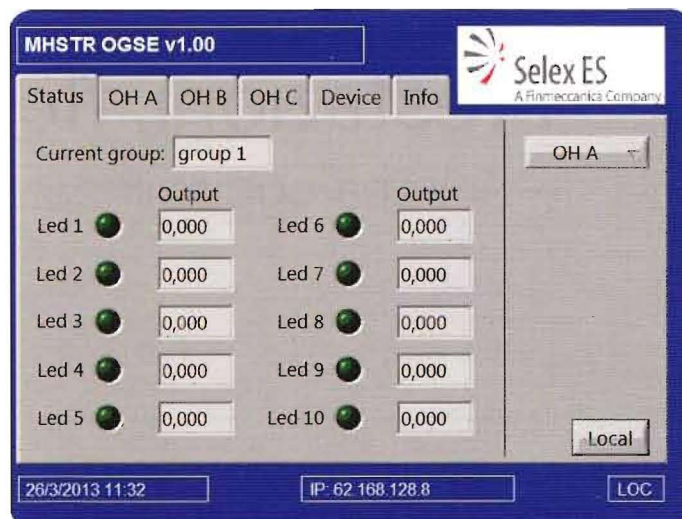 MHSTR OGSE v1.00
Selex ES
A Finmeccanica Company
Status OH A OH B OH C Device Info
Current group: group 1
OH A
Output Output
Led 1 0,000 Led 6 0,000
Led 2 0,000 Led 7 0,000
Led 3 0,000 Led 8 0,000
Led 4 0,000 Led 9 0,000
Led 5 0,000 Led 10 0,000
Local
26/3/2013 11:32 IP: 62.168.128.8 LOC